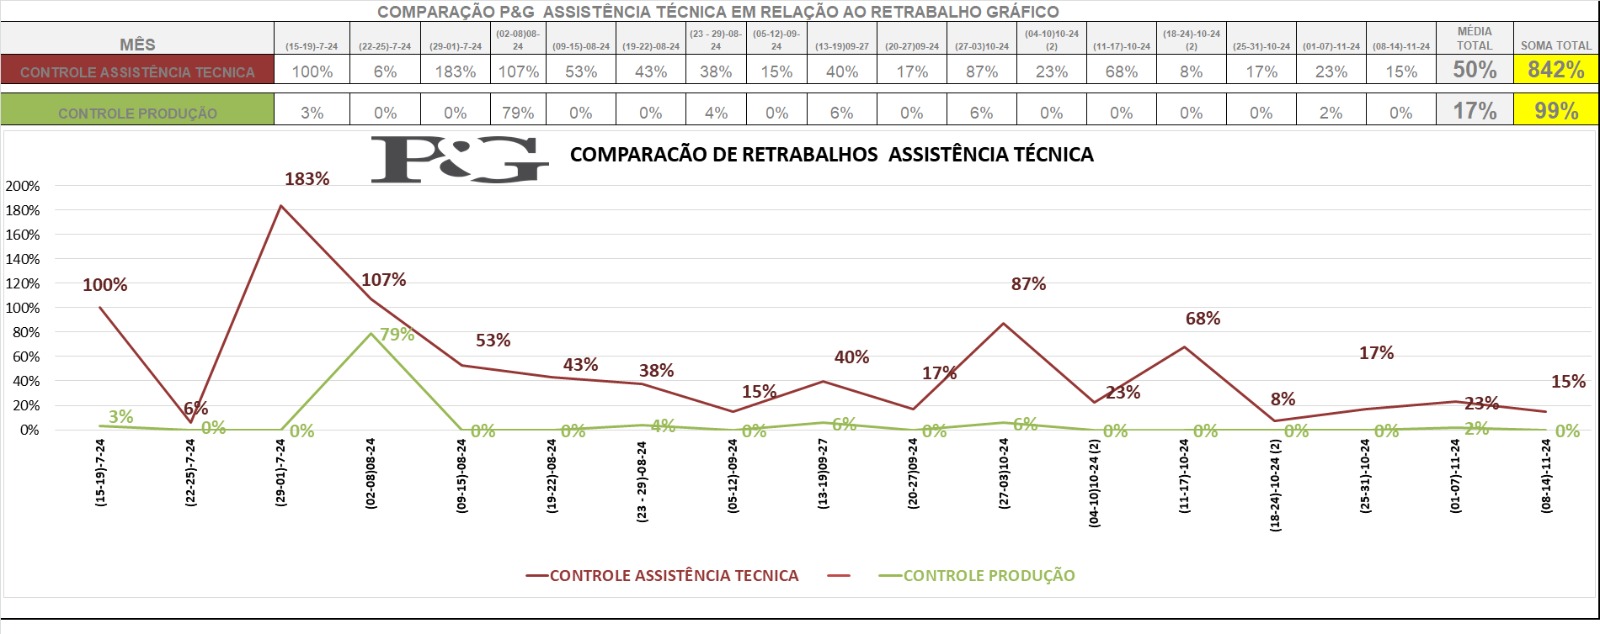 COMPARAÇÃO P&G ASSISTÊNCIA TÉCNICA EM RELAÇÃO AO RETRABALHO GRÁFICO
MÊS (15-19)-7-24 (22-25)-7-24 (29-01)-7-24 (02-08)08-24 (09-15)-08-24 (19-22)-08-24 (23 - 29)-08-24 (05-12)-09-24 (13-19)09-27 (20-27)09-24 (27-03)10-24 (04-10)10-24 (2) (11-17)-10-24 (18-24)-10-24 (2) (25-31)-10-24 (01-07)-11-24 (08-14)-11-24 MÉDIA TOTAL SOMA TOTAL
CONTROLE ASSISTÊNCIA TECNICA 100% 6% 183% 107% 53% 43% 38% 15% 40% 17% 87% 23% 68% 8% 17% 23% 15% 50% 842%
CONTROLE PRODUÇÃO 3% 0% 0% 79% 0% 0% 4% 0% 6% 0% 6% 0% 0% 0% 0% 2% 0% 17% 99%
P&G COMPARACÃO DE RETRABALHOS ASSISTÊNCIA TÉCNICA
200%
180%
160%
140%
120%
100%
80%
60%
40%
20%
0%
100% 6% 183% 107% 53% 43% 38% 15% 40% 17% 87% 23% 68% 8% 17% 23% 15%
3% 0% 0% 79% 0% 0% 4% 0% 6% 0% 6% 0% 0% 0% 0% 2% 0%
(15-19)-7-24 (22-25)-7-24 (29-01)-7-24 (02-08)08-24 (09-15)-08-24 (19-22)-08-24 (23 - 29)-08-24 (05-12)-09-24 (13-19)09-27 (20-27)09-24 (27-03)10-24 (04-10)10-24 (2) (11-17)-10-24 (18-24)-10-24 (2) (25-31)-10-24 (01-07)-11-24 (08-14)-11-24
CONTROLE ASSISTÊNCIA TECNICA CONTROLE PRODUÇÃO